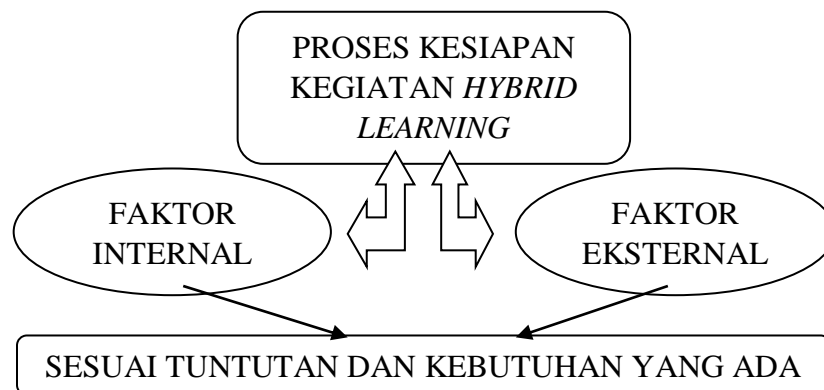 PROSES KESIAPAN
KEGIATAN HYBRID
LEARNING
FAKTOR
INTERNAL
FAKTOR
EKSTERNAL
SESUAI TUNTUTAN DAN KEBUTUHAN YANG ADA